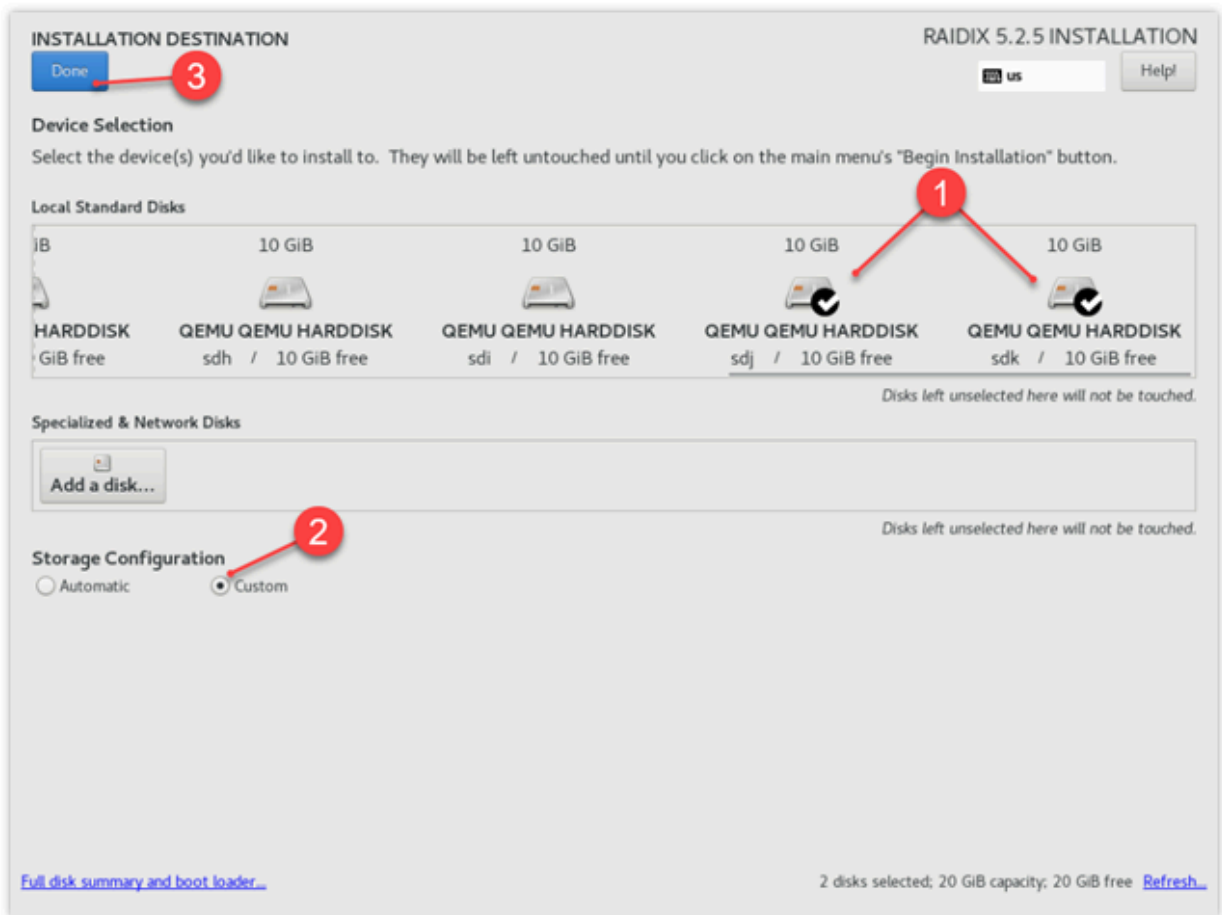 INSTALLATION DESTINATION
RAIDIX 5.2.5 INSTALLATION
Done
3
us
Help!
Device Selection
Select the device(s) you'd like to install to. They will be left untouched until you click on the main menu's "Begin Installation" button.
1
Local Standard Disks
iB 10 GiB 10 GiB 10 GiB 10 GiB
HARDDISK QEMU QEMU HARDDISK QEMU QEMU HARDDISK QEMU QEMU HARDDISK QEMU QEMU HARDDISK
GiB free sdh / 10 GiB free sdi / 10 GiB free sdj / 10 GiB free sdk / 10 GiB free
Disks left unselected here will not be touched.
Specialized & Network Disks
Add a disk...
Disks left unselected here will not be touched.
2
Storage Configuration
Automatic Custom
Full disk summary and boot loader...
2 disks selected; 20 GiB capacity; 20 GiB free Refresh...